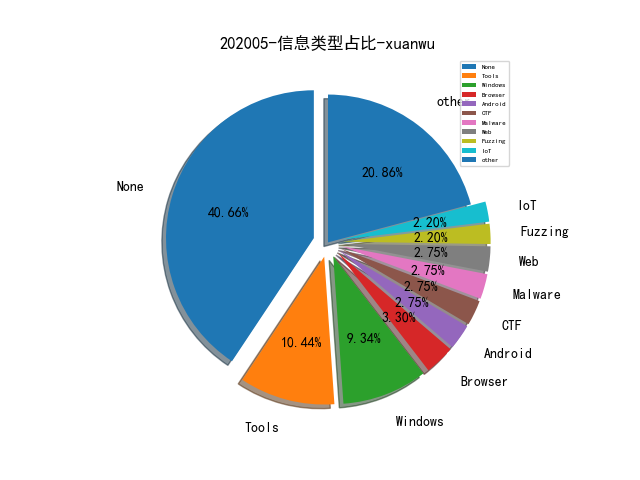 202005-信息类型占比-xuanwu
None
Tools
Windows
Browser
Android
CTF
Malware
Web
Fuzzing
IoT
other
None
40.66%
Tools
10.44%
Windows
9.34%
Browser
3.30%
Android
2.75%
CTF
2.75%
Malware
2.75%
Web
2.75%
Fuzzing
2.20%
IoT
2.20%
other
20.86%